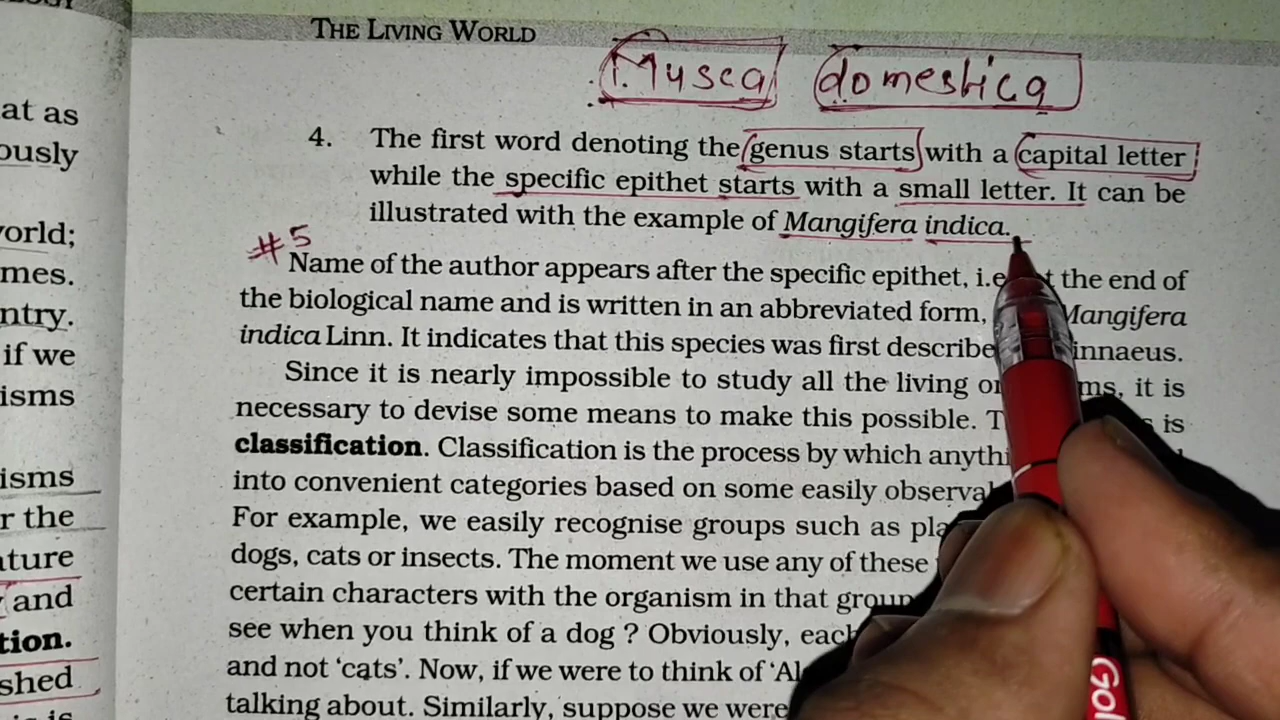 THE LIVING WORLD
Musca domestica
at as
ously
orld;
mes.
ntry.
if we
isms
isms
r the
ature
and
tion.
shed
4. The first word denoting the genus starts with a capital letter
while the specific epithet starts with a small letter. It can be
illustrated with the example of Mangifera indica.
#5
Name of the author appears after the specific epithet, i.e. at the end of
the biological name and is written in an abbreviated form, Mangifera
indica Linn. It indicates that this species was first describe innaeus.
Since it is nearly impossible to study all the living or ms, it is
necessary to devise some means to make this possible. T s is
classification. Classification is the process by which anythi
into convenient categories based on some easily observa
For example, we easily recognise groups such as pla
dogs, cats or insects. The moment we use any of these
certain characters with the organism in that group
see when you think of a dog ? Obviously, each
and not ‘cats’. Now, if we were to think of ‘Al
talking about. Similarly, suppose we were
Gol